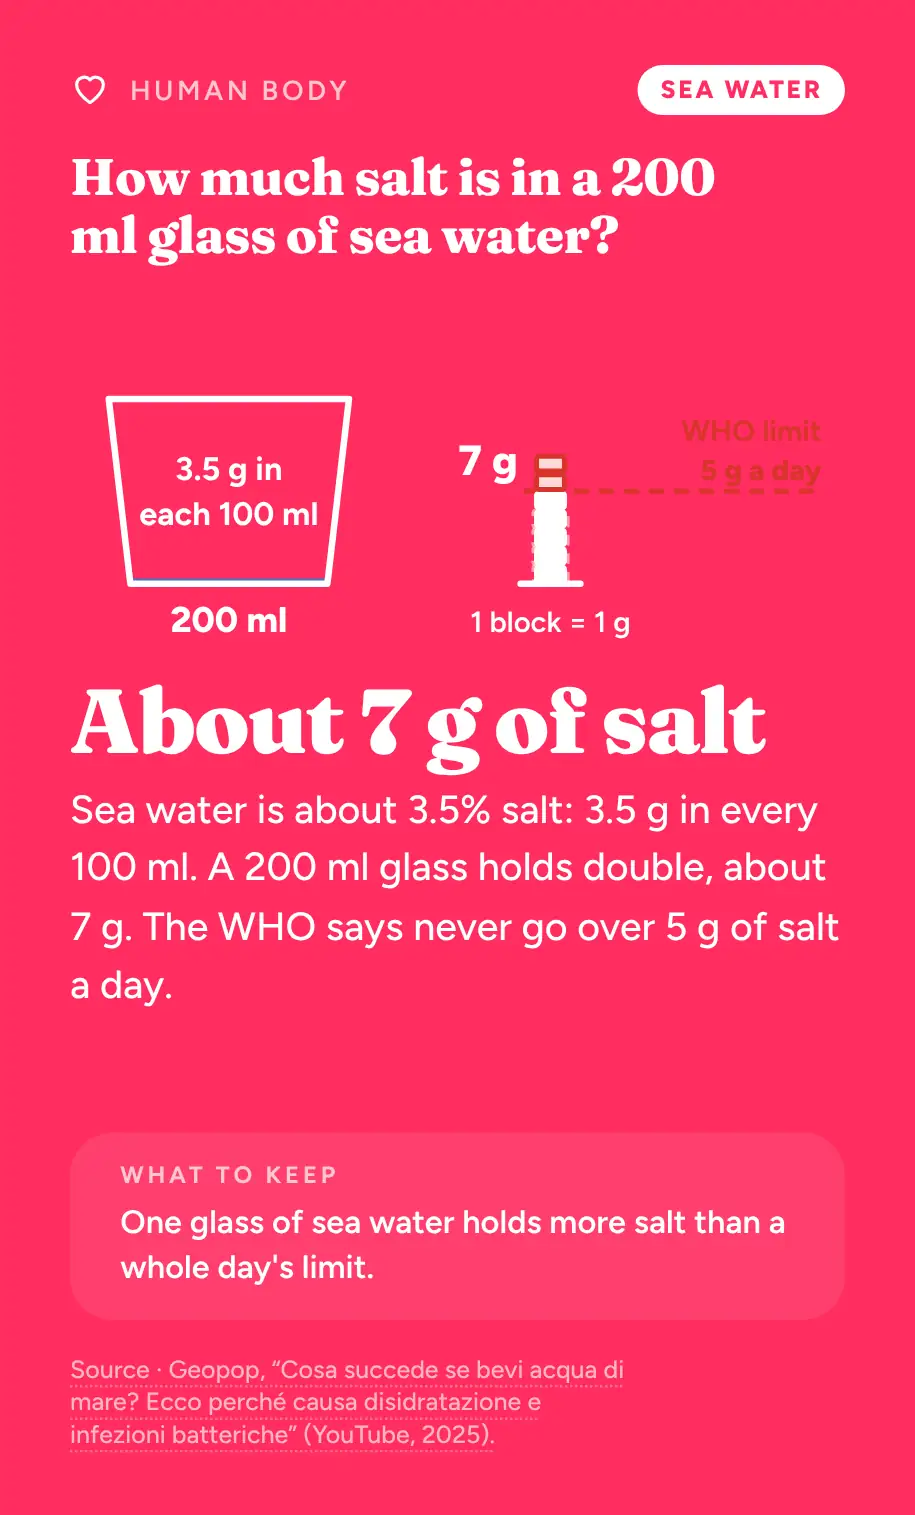 HUMAN BODY
SEA WATER
How much salt is in a 200
ml glass of sea water?
3.5 g in
each 100 ml
200 ml
7 g
WHO limit
5 g a day
1 block = 1 g
About 7 g of salt
Sea water is about 3.5% salt: 3.5 g in every
100 ml. A 200 ml glass holds double, about
7 g. The WHO says never go over 5 g of salt
a day.
WHAT TO KEEP
One glass of sea water holds more salt than a
whole day's limit.
Source · Geopop, “Cosa succede se bevi acqua di
mare? Ecco perché causa disidratazione e
infezioni batteriche” (YouTube, 2025).